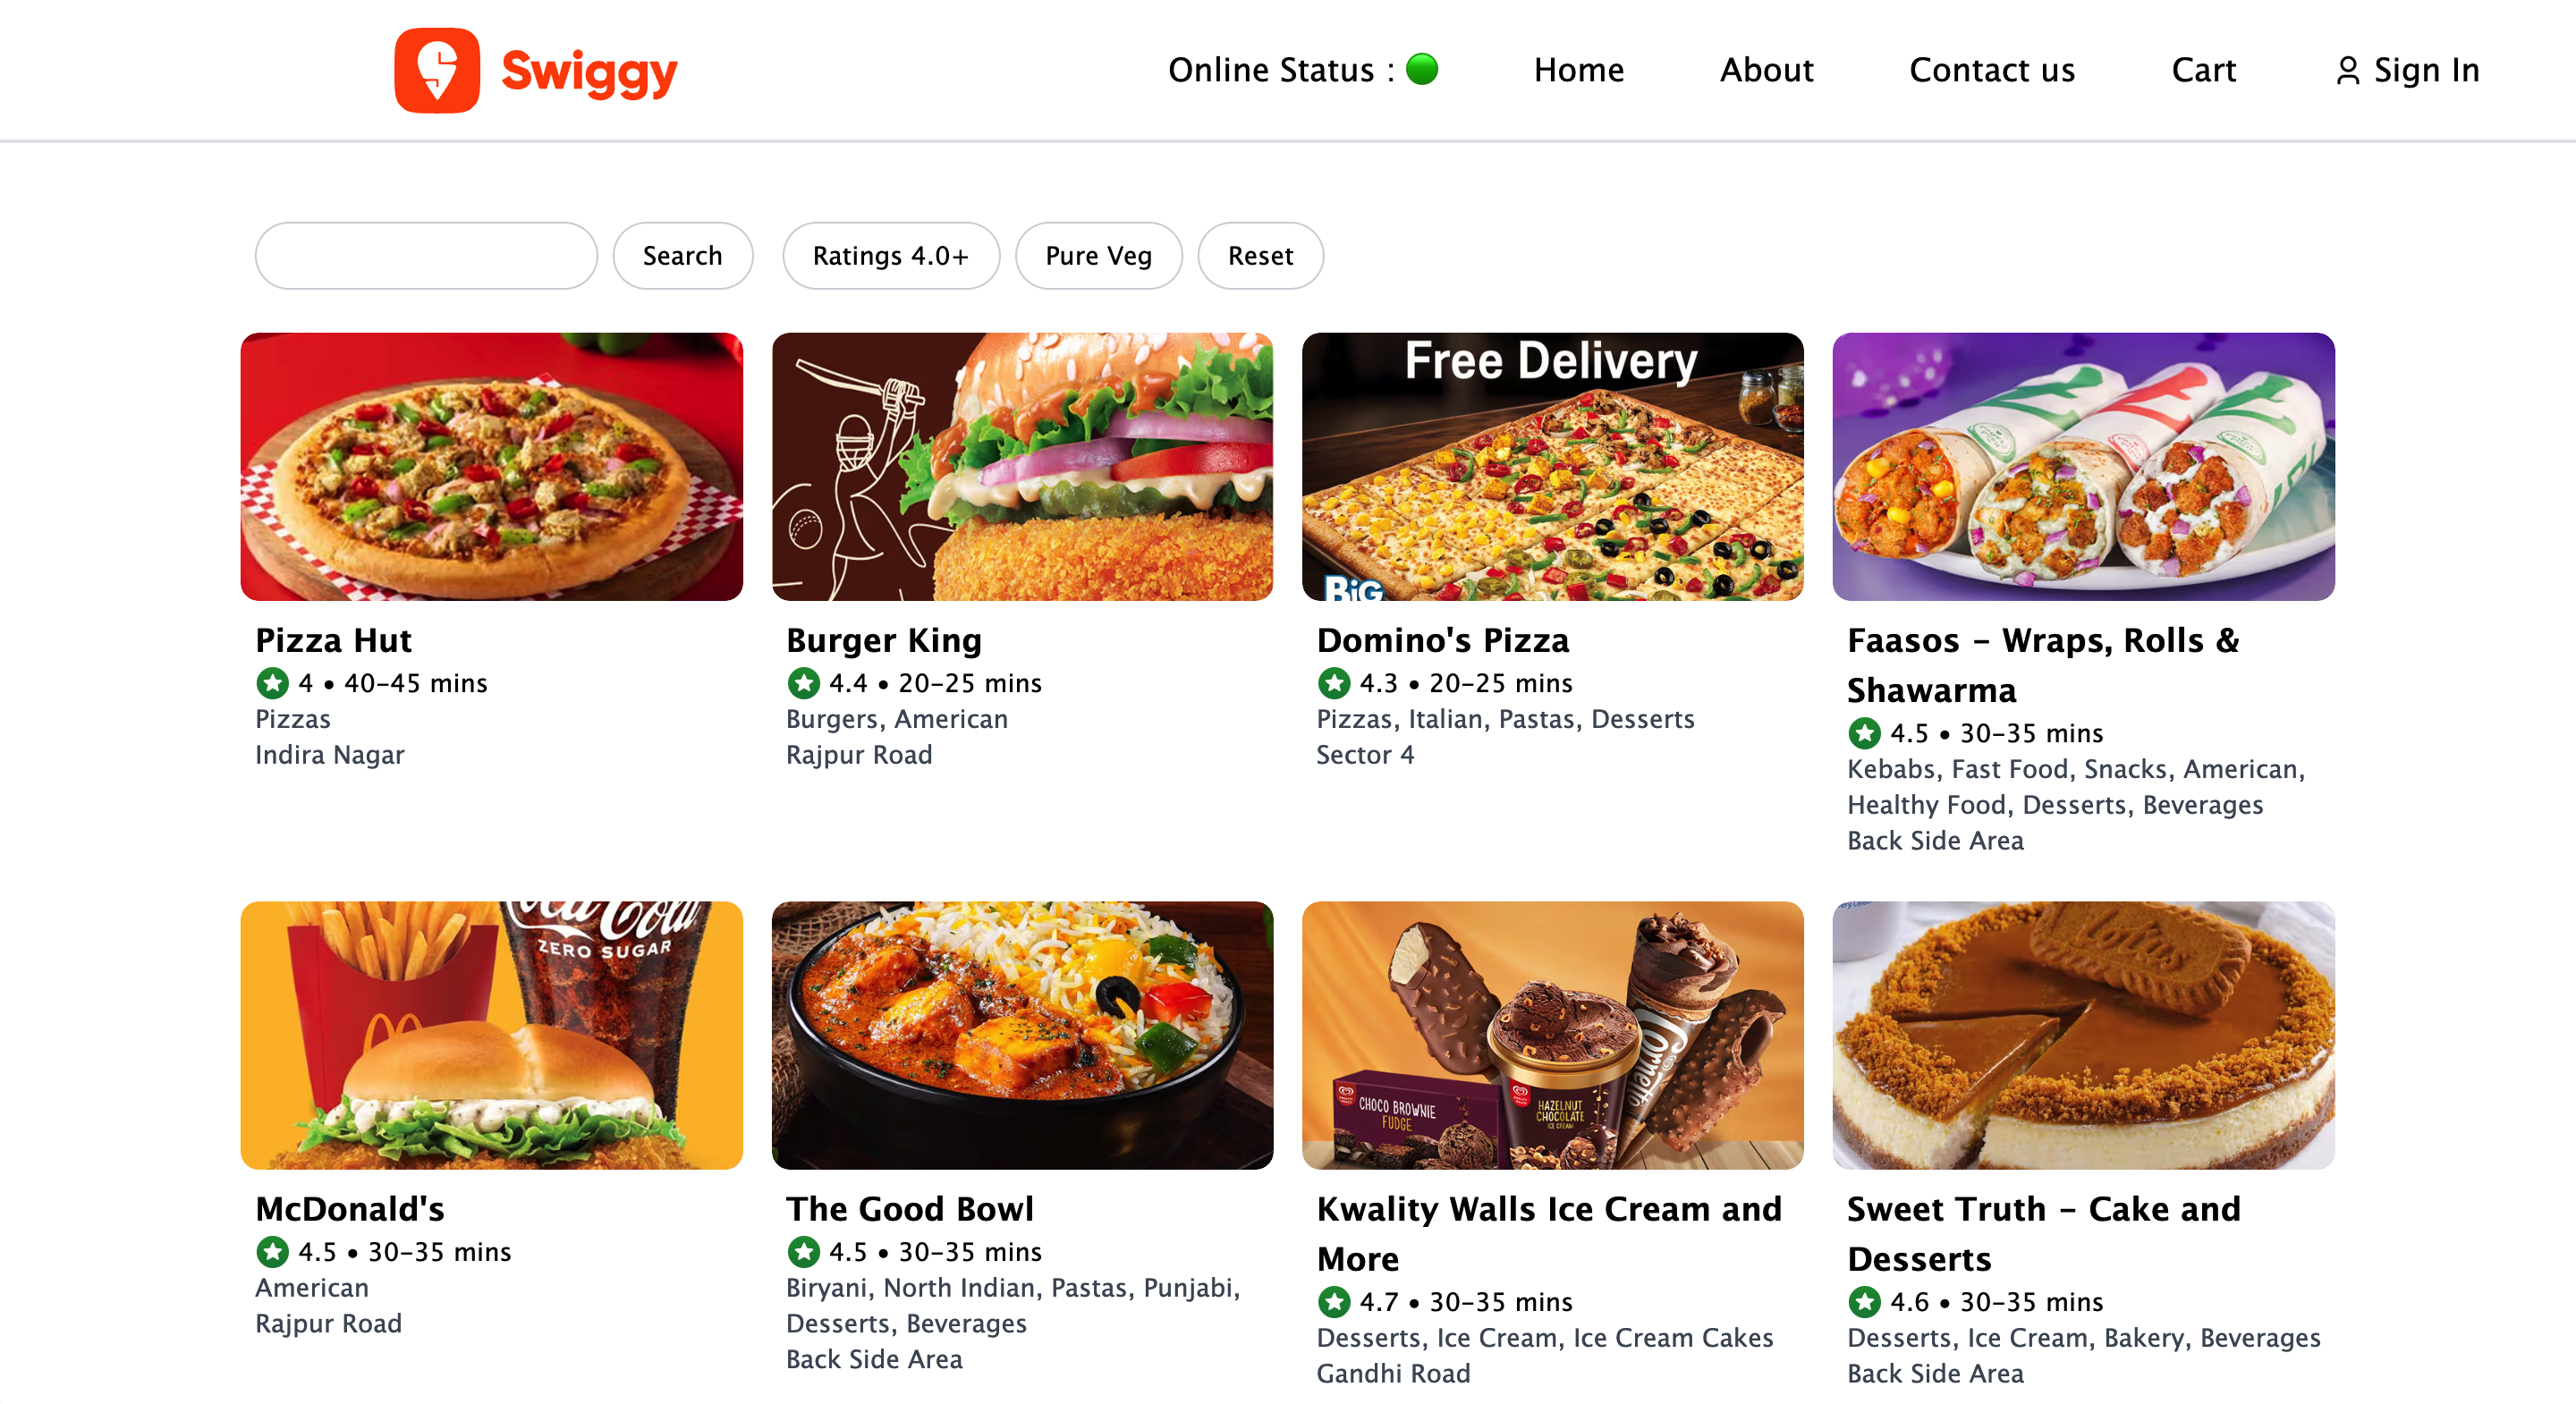 Swiggy
Online Status :
Home
About
Contact us
Cart
Sign In
Search
Ratings 4.0+
Pure Veg
Reset
Free Delivery
BiG
Pizza Hut
4 • 40-45 mins
Pizzas
Indira Nagar
Burger King
4.4 • 20-25 mins
Burgers, American
Rajpur Road
Domino's Pizza
4.3 • 20-25 mins
Pizzas, Italian, Pastas, Desserts
Sector 4
Faasos - Wraps, Rolls &
Shawarma
4.5 • 30-35 mins
Kebabs, Fast Food, Snacks, American,
Healthy Food, Desserts, Beverages
Back Side Area
Coca Cola
ZERO SUGAR
CHOCO BROWNIE
FUDGE
HAZELNUT
CHOCOLATE
ICE CREAM
Cornetto
Lotus
McDonald's
4.5 • 30-35 mins
American
Rajpur Road
The Good Bowl
4.5 • 30-35 mins
Biryani, North Indian, Pastas, Punjabi,
Desserts, Beverages
Back Side Area
Kwality Walls Ice Cream and
More
4.7 • 30-35 mins
Desserts, Ice Cream, Ice Cream Cakes
Gandhi Road
Sweet Truth - Cake and
Desserts
4.6 • 30-35 mins
Desserts, Ice Cream, Bakery, Beverages
Back Side Area